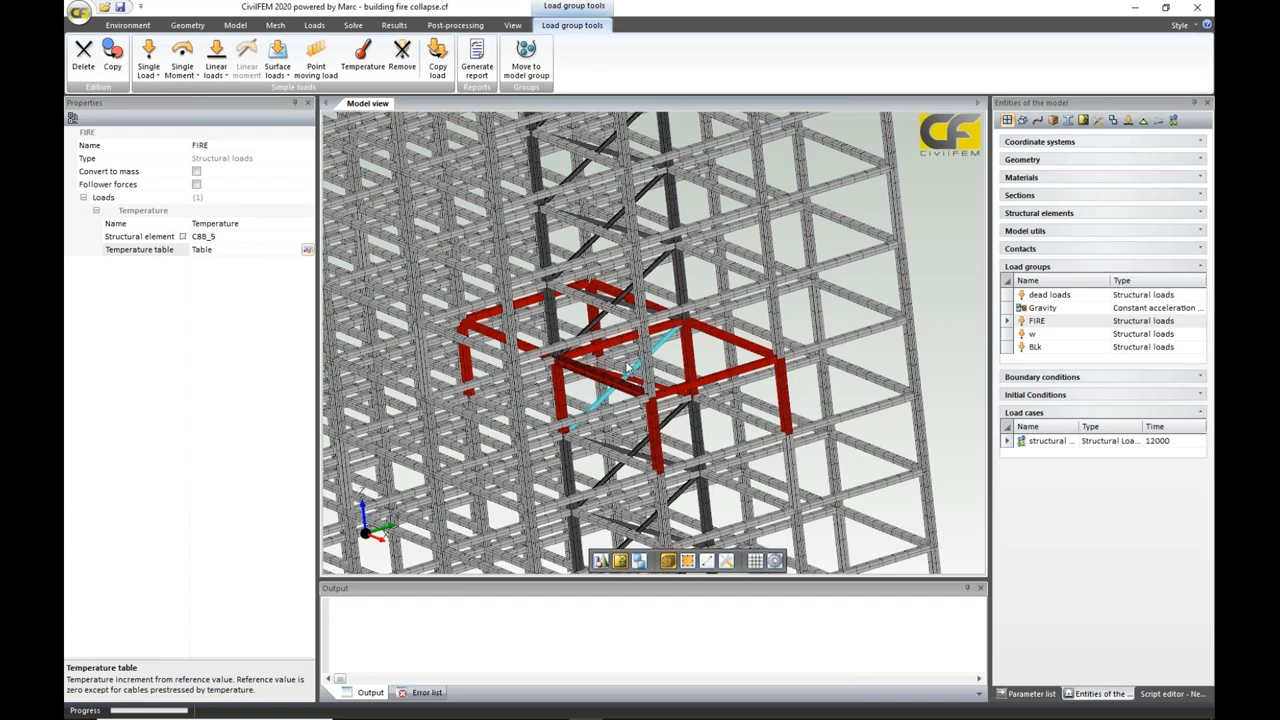 CivilFEM 2020 powered by Marc - building fire collapse.cf
Load group tools
Environment Geometry Model Mesh Loads Solve Results Post-processing View Load group tools Style
Delete Copy Single Load Single Moment Linear loads Linear moment Surface loads Point moving load Temperature Remove Copy load Generate report Move to model group
Edition Simple loads Reports Groups
Properties
FIRE
Name FIRE
Type Structural loads
Convert to mass
Follower forces
Loads (1)
Temperature
Name Temperature
Structural element CBB_5
Temperature table Table
Temperature table
Temperature increment from reference value. Reference value is
zero except for cables prestressed by temperature.
Model view
CF
CIVILFEM
Output
Output Error list
Entities of the model
Coordinate systems
Geometry
Materials
Sections
Structural elements
Model utils
Contacts
Load groups
Name Type
dead loads Structural loads
Gravity Constant acceleration ...
FIRE Structural loads
w Structural loads
BLk Structural loads
Boundary conditions
Initial Conditions
Load cases
Name Type Time
structural ... Structural Loa... 12000
Parameter list Entities of the ... Script editor - Ne...
Progress